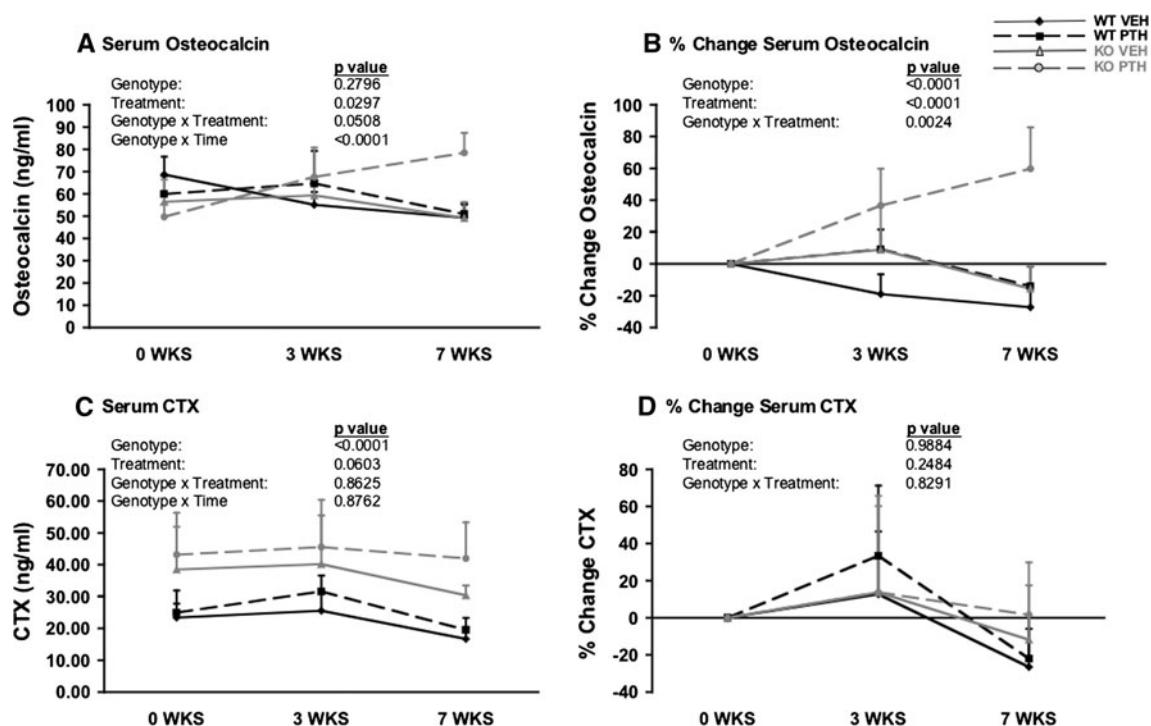 WT VEH
WT PTH
KO VEH
KO PTH
A Serum Osteocalcin
p value
Genotype: 0.2796
Treatment: 0.0297
Genotype x Treatment: 0.0508
Genotype x Time <0.0001
Osteocalcin (ng/ml)
100
90
80
70
60
50
40
30
20
10
0
0 WKS 3 WKS 7 WKS
B % Change Serum Osteocalcin
p value
Genotype: <0.0001
Treatment: <0.0001
Genotype x Treatment: 0.0024
% Change Osteocalcin
100
80
60
40
20
0
-20
-40
0 WKS 3 WKS 7 WKS
C Serum CTX
p value
Genotype: <0.0001
Treatment: 0.0603
Genotype x Treatment: 0.8625
Genotype x Time 0.8762
CTX (ng/ml)
70.00
60.00
50.00
40.00
30.00
20.00
10.00
0.00
0 WKS 3 WKS 7 WKS
D % Change Serum CTX
p value
Genotype: 0.9884
Treatment: 0.2484
Genotype x Treatment: 0.8291
% Change CTX
80
60
40
20
0
-20
-40
0 WKS 3 WKS 7 WKS